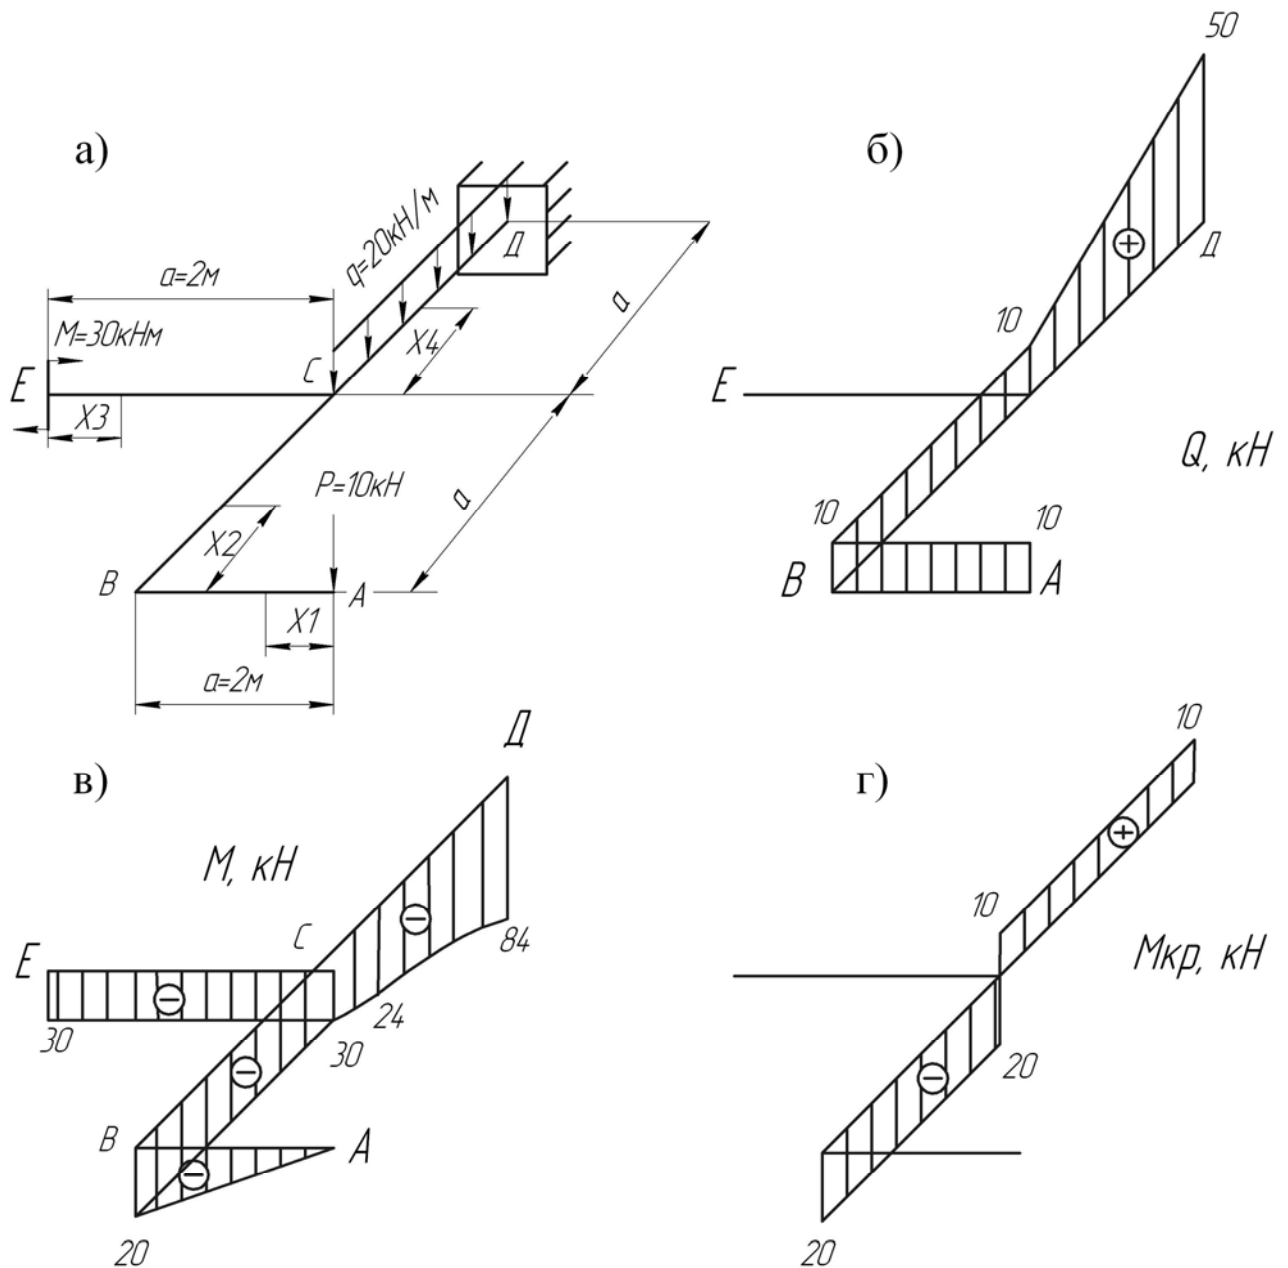 а)
a=2м
M=30кНм
E
X3
C
q=20кН/м
Д
X4
a
P=10кН
a
X2
B
A
X1
a=2м
б)
50
Д
10
E
Q, кН
10
10
B
A
в)
Д
M, кН
C
E
84
24
30
30
B
A
20
г)
10
10
Mкр, кН
20
20